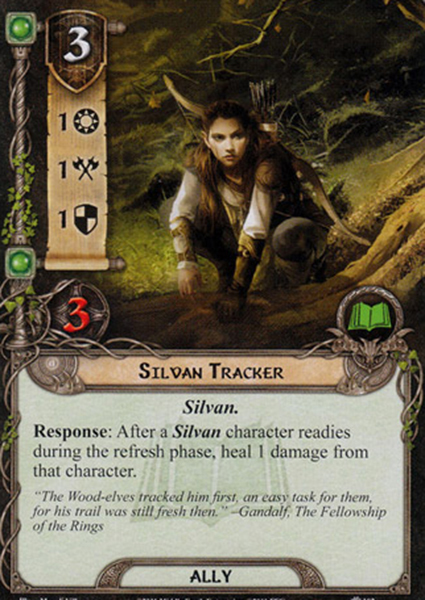 3
1
1
1
3
SILVAN TRACKER
Silvan.
Response: After a Silvan character readies
during the refresh phase, heal 1 damage from
that character.
“The Wood-elves tracked him first, an easy task for them,
for his trail was still fresh then.” –Gandalf, The Fellowship
of the Rings
ALLY